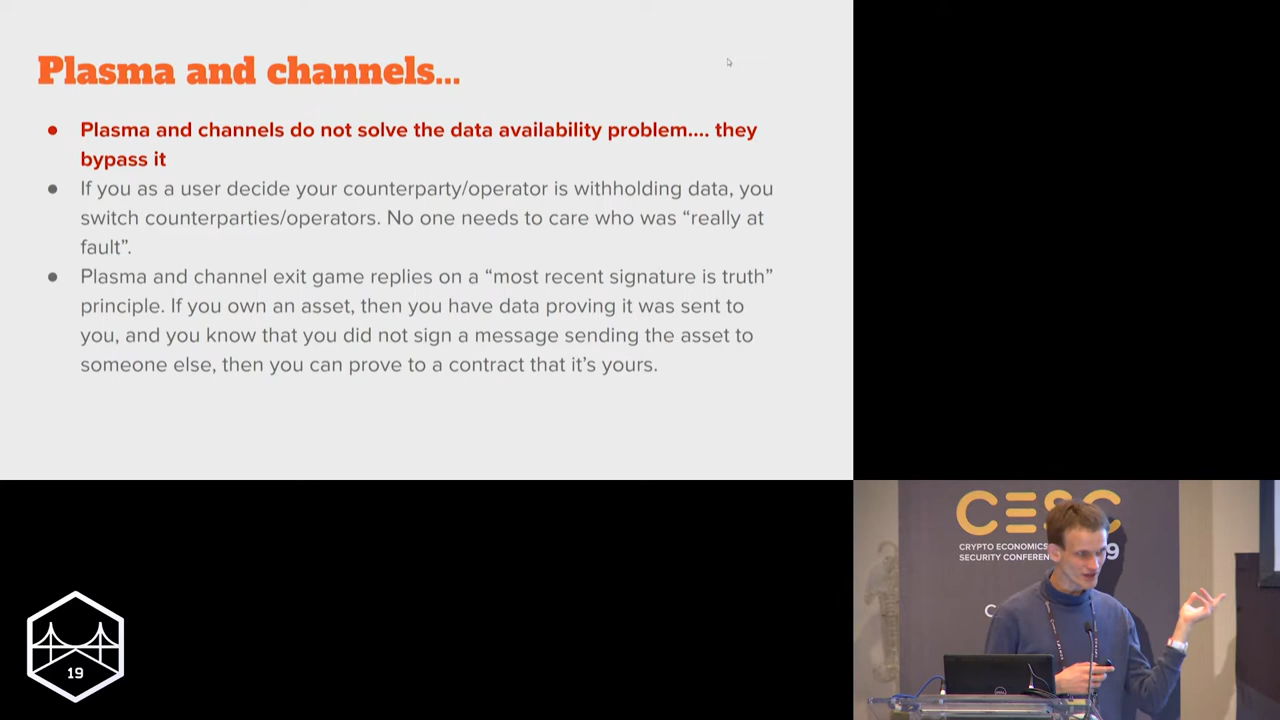 Plasma and channels...
● Plasma and channels do not solve the data availability problem.... they
bypass it
● If you as a user decide your counterparty/operator is withholding data, you
switch counterparties/operators. No one needs to care who was “really at
fault”.
● Plasma and channel exit game replies on a “most recent signature is truth”
principle. If you own an asset, then you have data proving it was sent to
you, and you know that you did not sign a message sending the asset to
someone else, then you can prove to a contract that it’s yours.
CESC
CRYPTO ECONOMICS
SECURITY CONFEREN 9
C
19
DELL